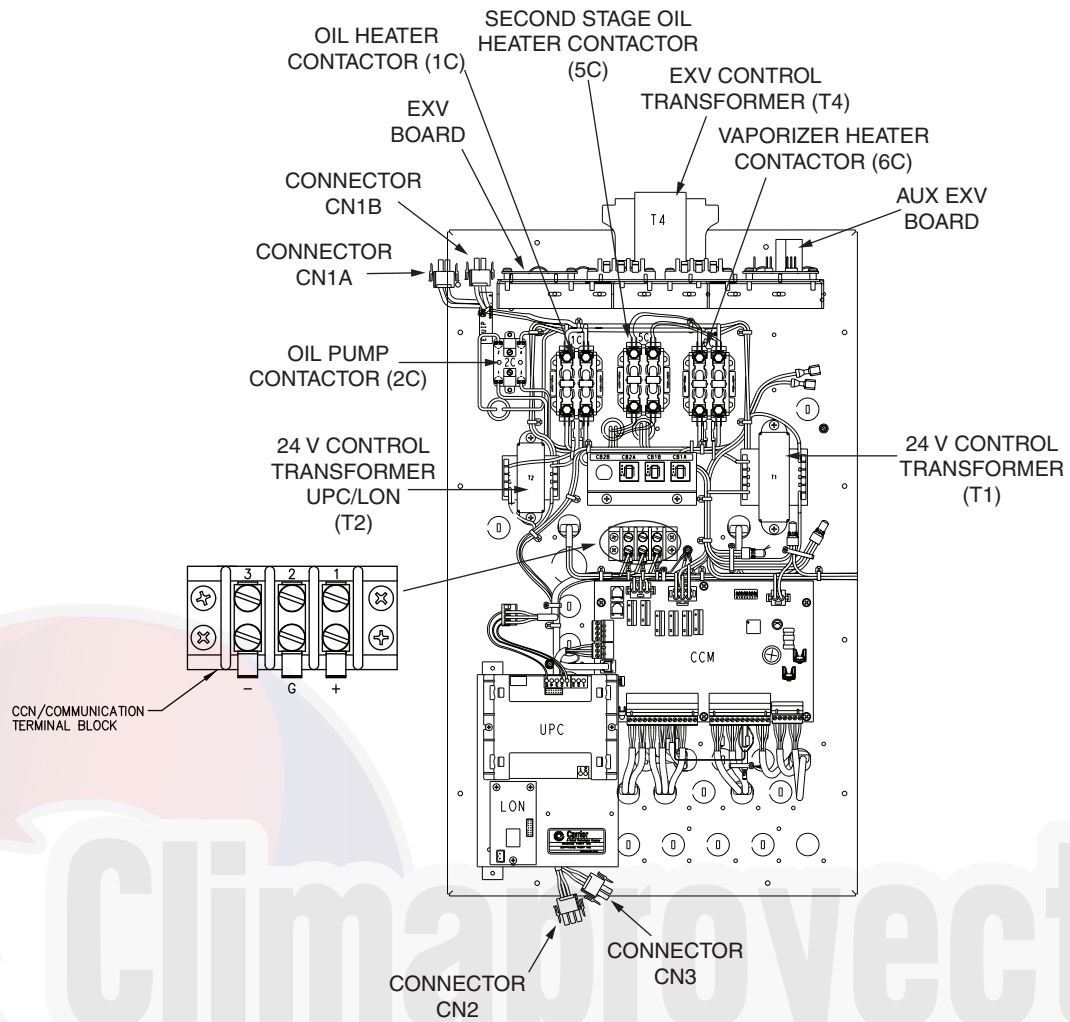 SECOND STAGE OIL
HEATER CONTACTOR
(5C)
OIL HEATER
CONTACTOR (1C)
EXV CONTROL
TRANSFORMER (T4)
EXV
BOARD
VAPORIZER HEATER
CONTACTOR (6C)
CONNECTOR
CN1B
AUX EXV
BOARD
CONNECTOR
CN1A
T4
1C
5C
2C
OIL PUMP
CONTACTOR (2C)
24 V CONTROL
TRANSFORMER
UPC/LON
(T2)
24 V CONTROL
TRANSFORMER
(T1)
CB2B CB2A CB1B CB1A
T2
T1
3 2 1
- G +
CCN/COMMUNICATION
TERMINAL BLOCK
CCM
UPC
LON
Carrier
CONNECTOR
CN3
CONNECTOR
CN2
Climaproyect